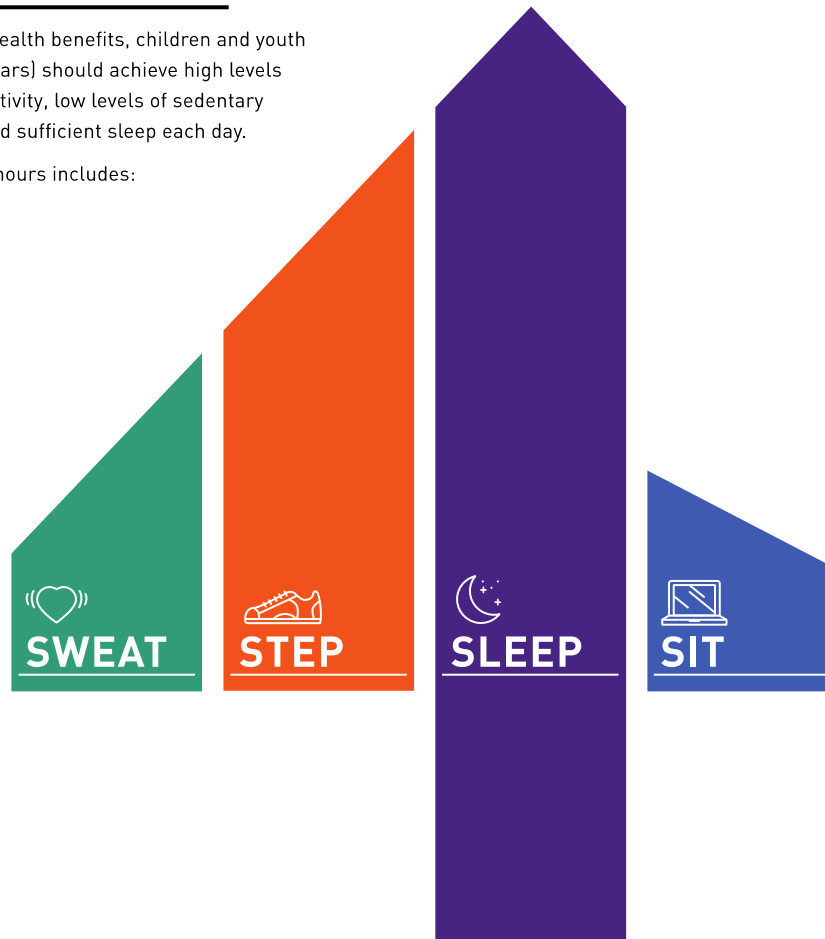 ealth benefits, children and youth
ars) should achieve high levels
tivity, low levels of sedentary
d sufficient sleep each day.
hours includes:
SWEAT
STEP
SLEEP
SIT